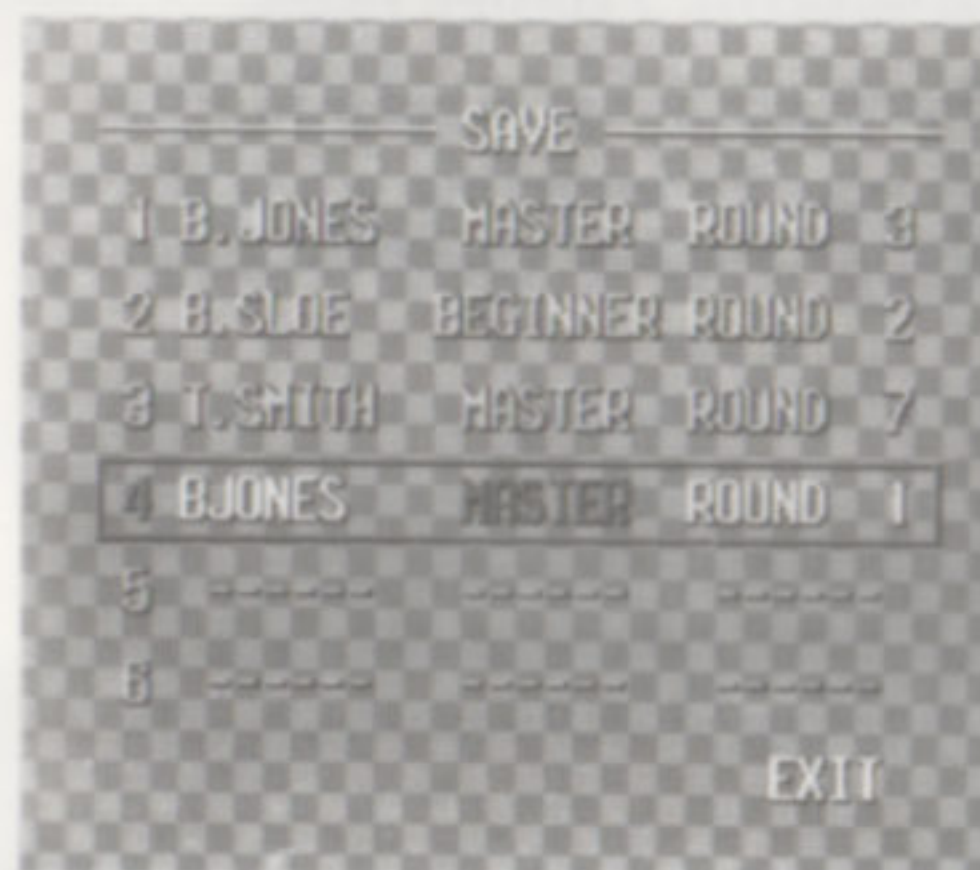 SAVE
1 B.JONES MASTER ROUND 3
2 B.SLOE BEGINNER ROUND 2
3 T.SMITH MASTER ROUND 7
4 BJONES MASTER ROUND 1
5 ------ ------ ------
6 ------ ------ ------
EXIT